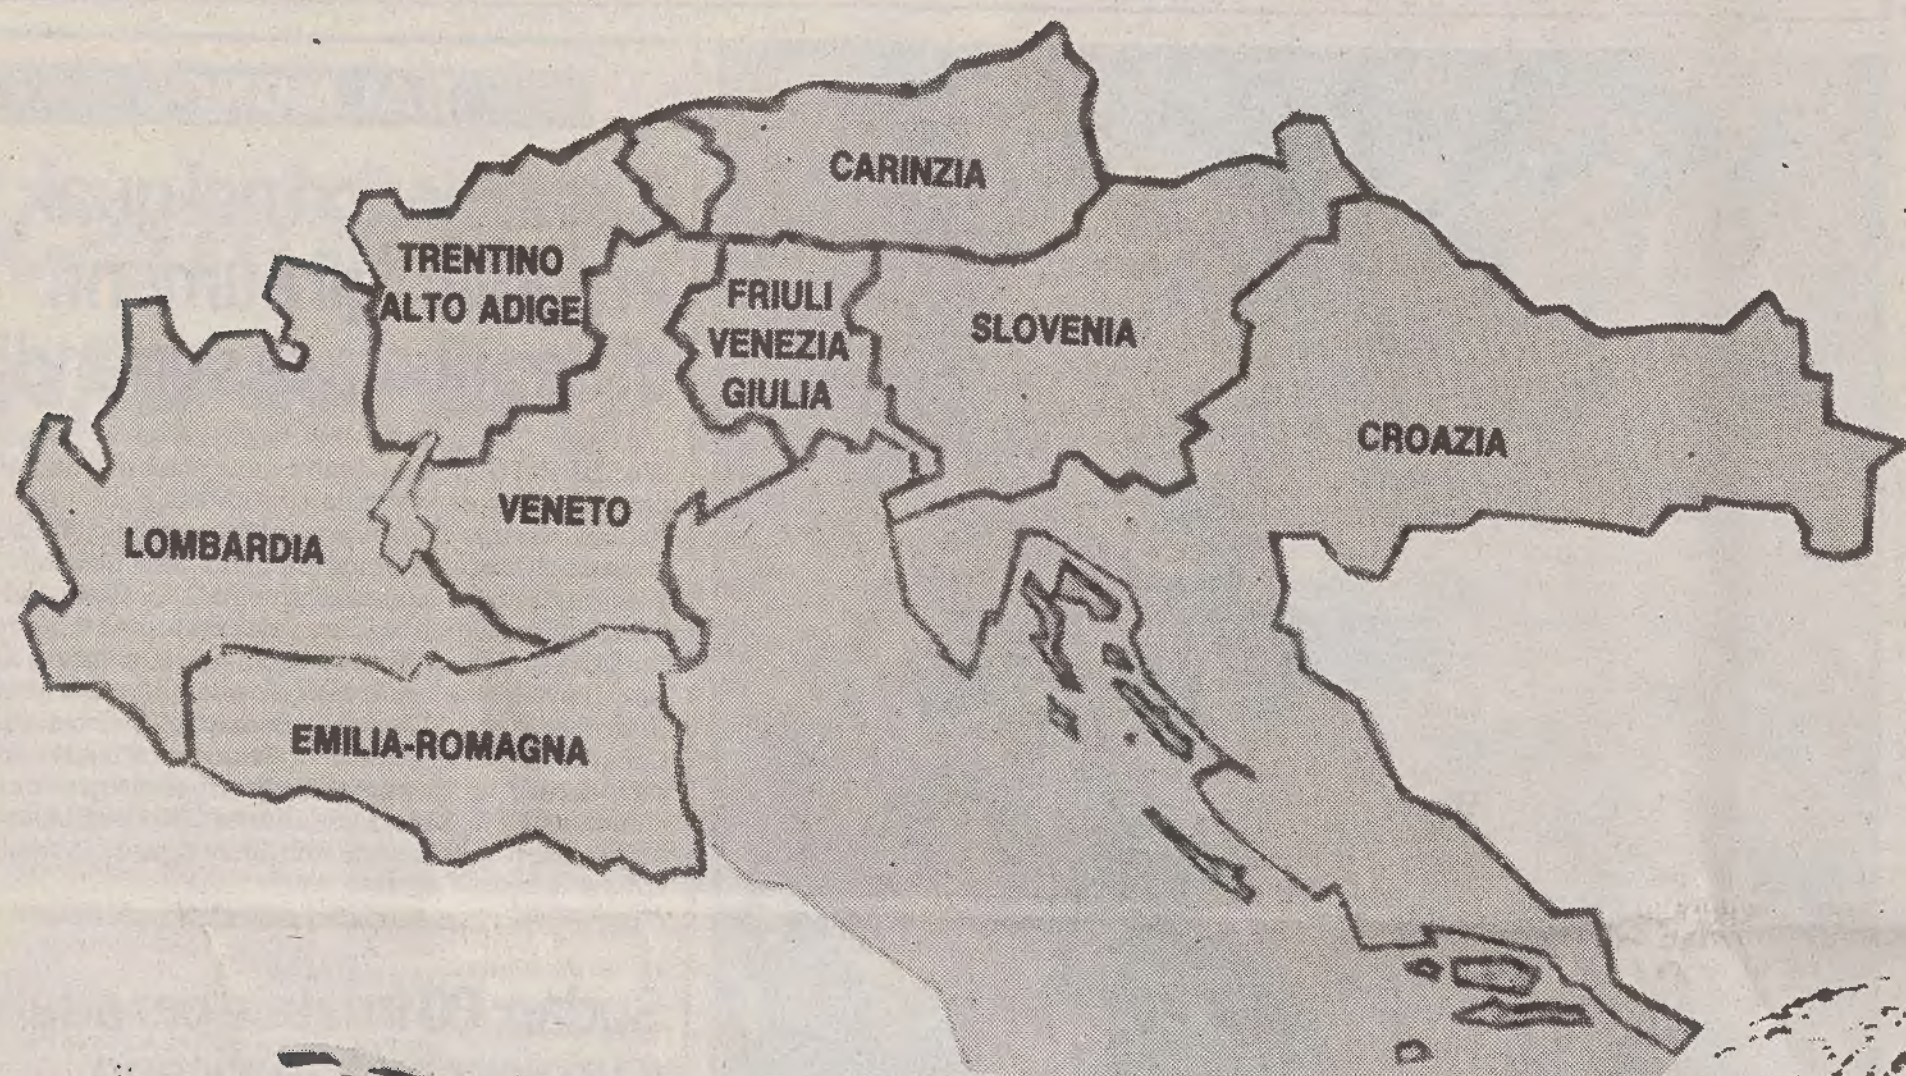 CARINZIA
TRENTINO
ALTO ADIGE
FRIULI
VENEZIA
GIULIA
SLOVENIA
CROAZIA
VENETO
LOMBARDIA
EMILIA-ROMAGNA